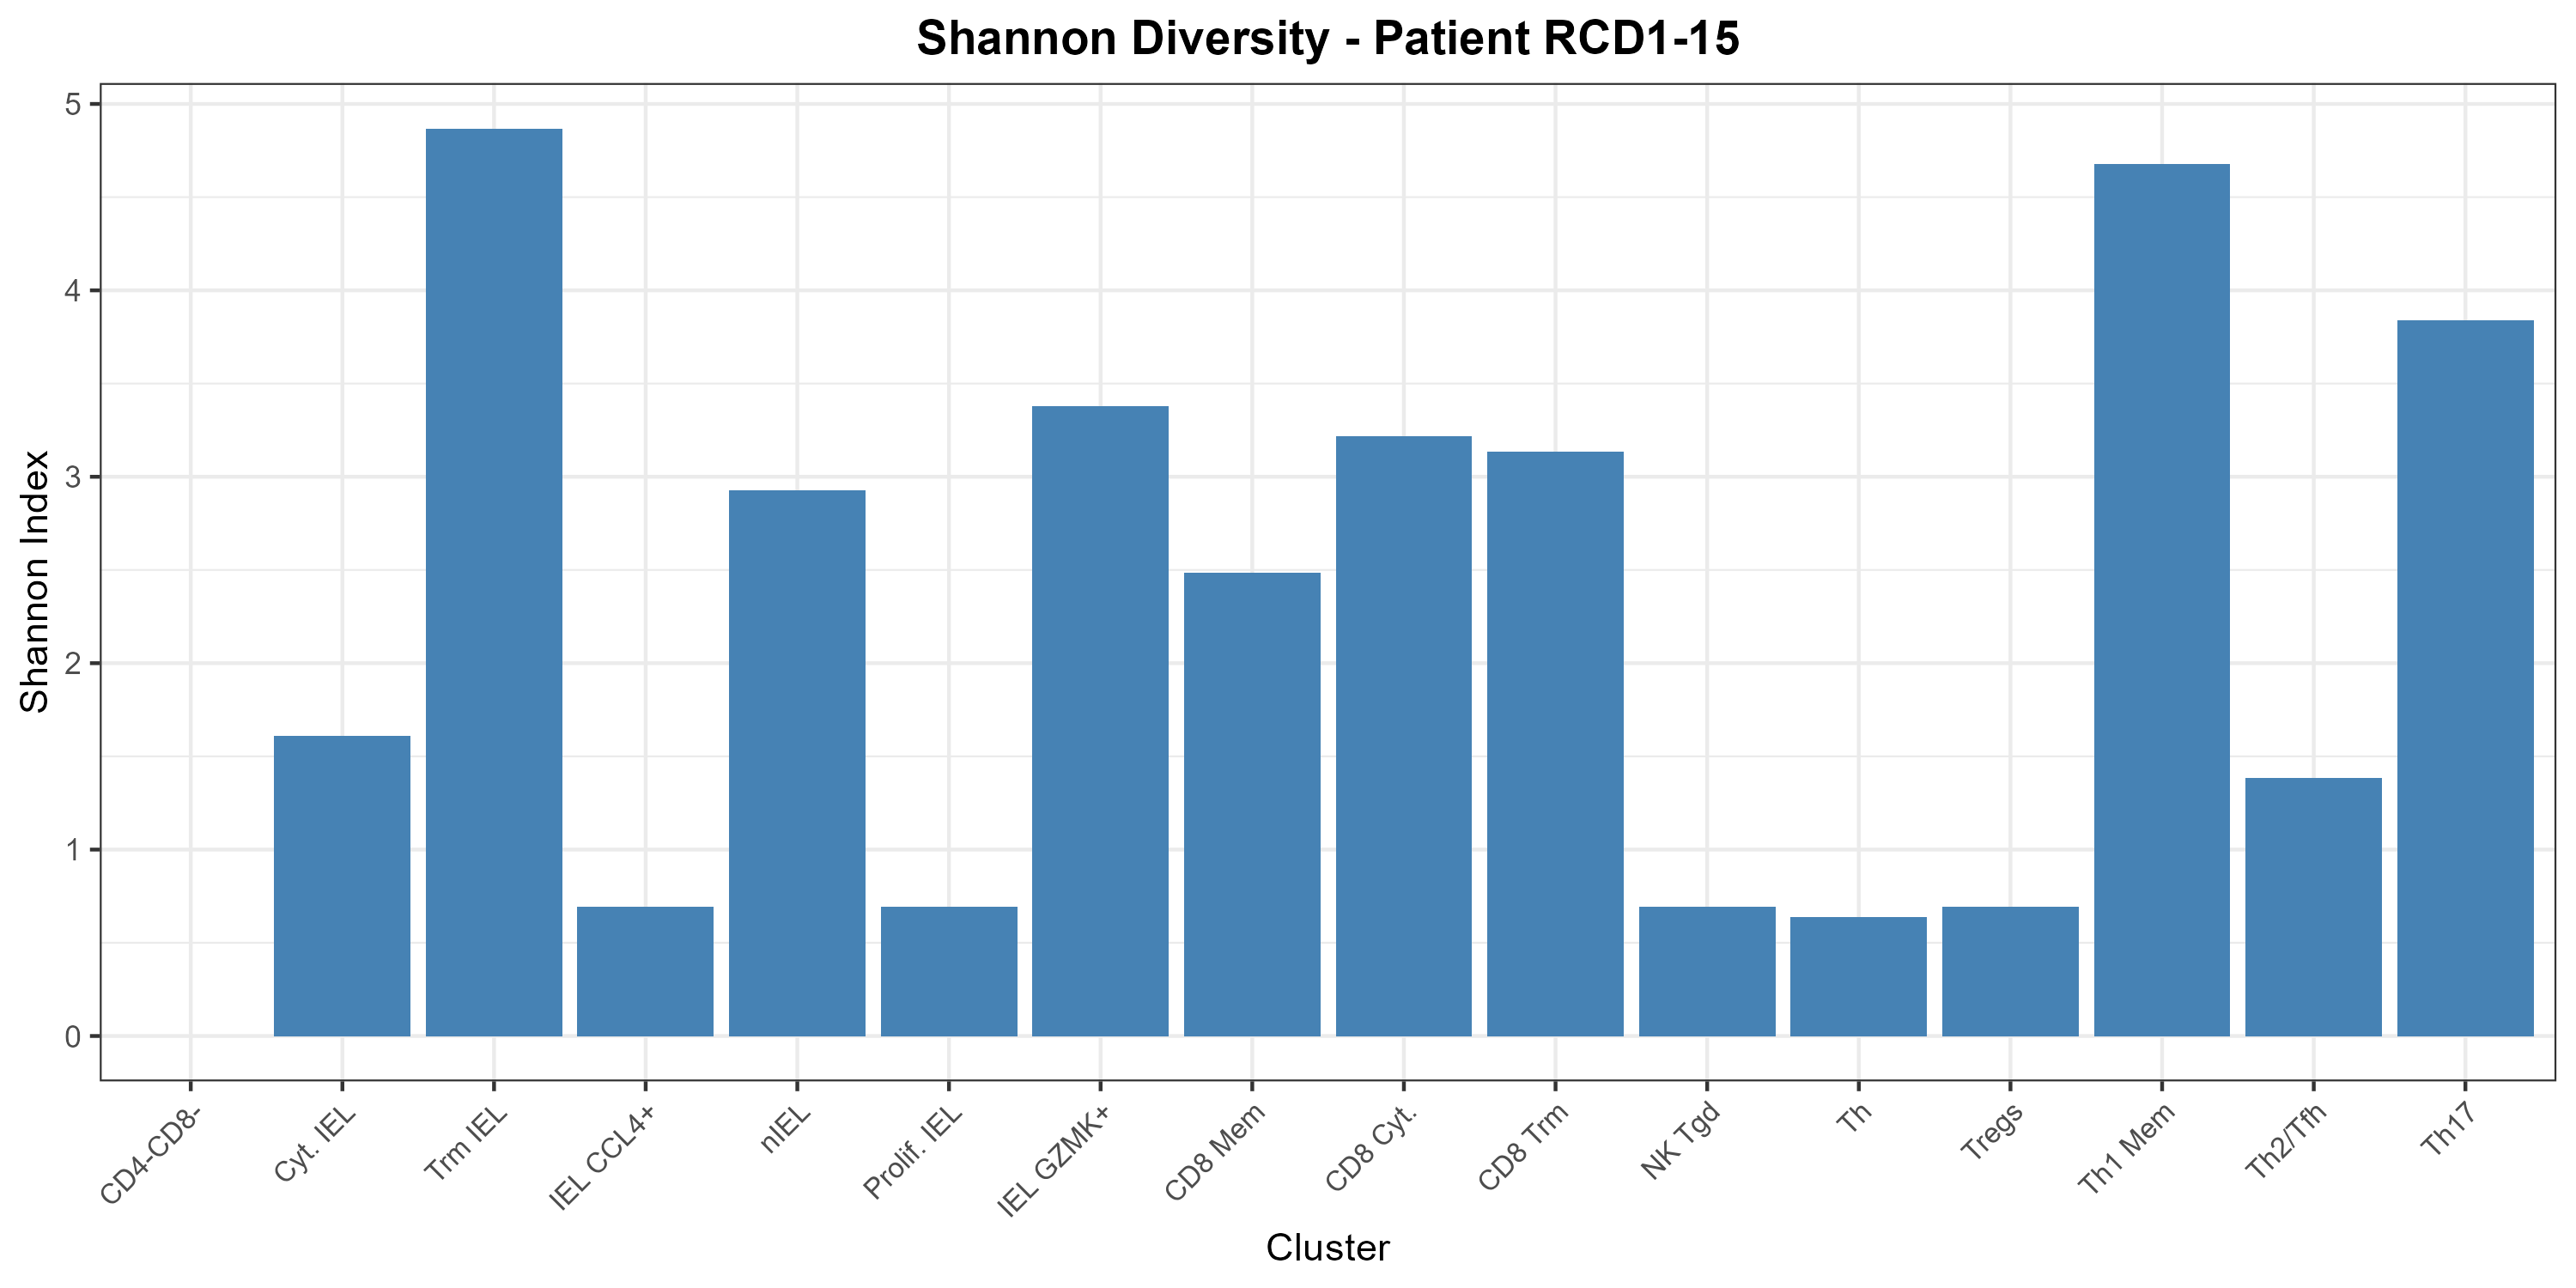 Shannon Diversity - Patient RCD1-15
Shannon Index
5
4
3
2
1
0
CD4-CD8-
Cyt. IEL
Trm IEL
IEL CCL4+
nIEL
Prolif. IEL
IEL GZMK+
CD8 Mem
CD8 Cyt.
CD8 Trm
NK Tgd
Th
Tregs
Th1 Mem
Th2/Tfh
Th17
Cluster